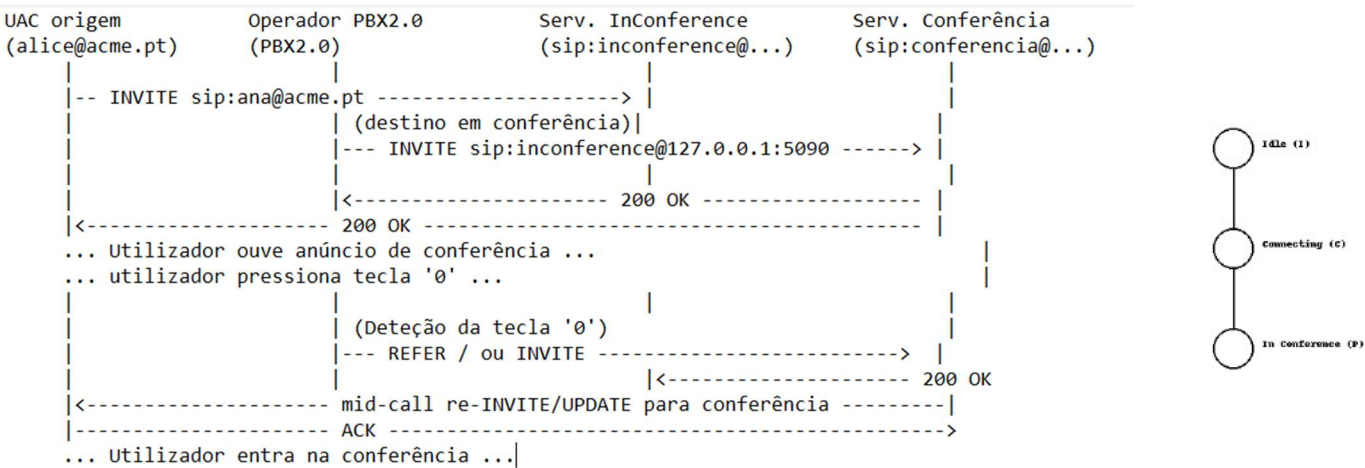 UAC origem Operador PBX2.0 Serv. InConference Serv. Conferência
(alice@acme.pt) (PBX2.0) (sip:inconference@...) (sip:conferencia@...)
|-- INVITE sip:ana@acme.pt ---------------------> |
| (destino em conferência)|
|--- INVITE sip:inconference@127.0.0.1:5090 ------> |
|<---------------------- 200 OK ------------------- |
|<--------------------- 200 OK ------------------------------------------- |
... Utilizador ouve anúncio de conferência ...
... utilizador pressiona tecla '0' ...
| (Deteção da tecla '0')
|--- REFER / ou INVITE --------------------------> |
|<--------------------- 200 OK
|<--------------------- mid-call re-INVITE/UPDATE para conferência ---------|
|---------------------- ACK ------------------------------------------------>
... Utilizador entra na conferência ...
Idle (I)
Connecting (C)
In Conference (P)